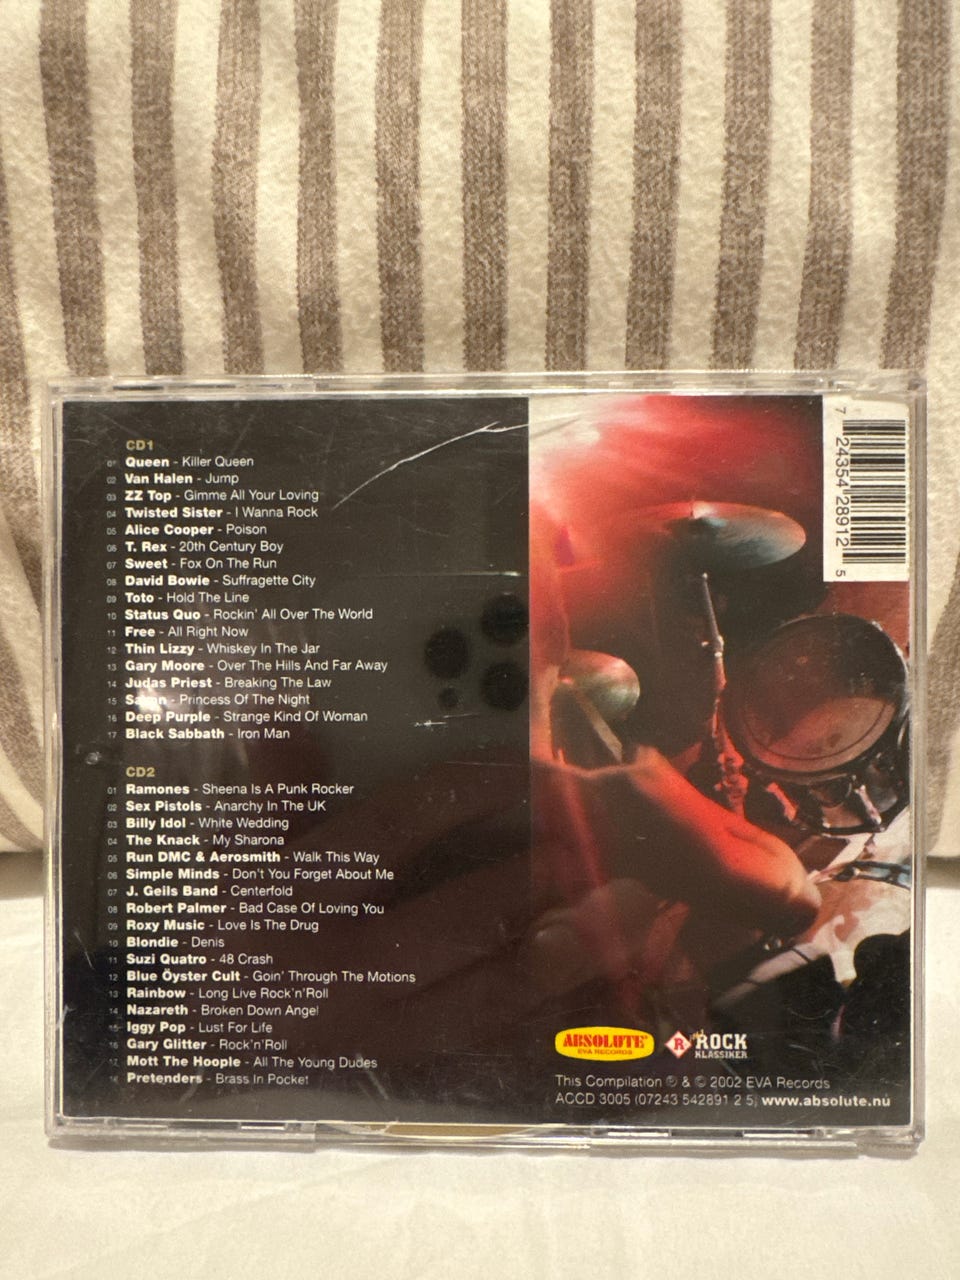 CD1
01 Queen - Killer Queen
02 Van Halen - Jump
03 ZZ Top - Gimme All Your Loving
04 Twisted Sister - I Wanna Rock
05 Alice Cooper - Poison
06 T. Rex - 20th Century Boy
07 Sweet - Fox On The Run
08 David Bowie - Suffragette City
09 Toto - Hold The Line
10 Status Quo - Rockin' All Over The World
11 Free - All Right Now
12 Thin Lizzy - Whiskey In The Jar
13 Gary Moore - Over The Hills And Far Away
14 Judas Priest - Breaking The Law
15 Saxon - Princess Of The Night
16 Deep Purple - Strange Kind Of Woman
17 Black Sabbath - Iron Man
CD2
01 Ramones - Sheena Is A Punk Rocker
02 Sex Pistols - Anarchy In The UK
03 Billy Idol - White Wedding
04 The Knack - My Sharona
05 Run DMC & Aerosmith - Walk This Way
06 Simple Minds - Don't You Forget About Me
07 J. Geils Band - Centerfold
08 Robert Palmer - Bad Case Of Loving You
09 Roxy Music - Love Is The Drug
10 Blondie - Denis
11 Suzi Quatro - 48 Crash
12 Blue Öyster Cult - Goin' Through The Motions
13 Rainbow - Long Live Rock'n'Roll
14 Nazareth - Broken Down Angel
15 Iggy Pop - Lust For Life
16 Gary Glitter - Rock'n'Roll
17 Mott The Hoople - All The Young Dudes
18 Pretenders - Brass In Pocket
7 24354 28912 5
ABSOLUTE
EVA RECORDS
R ROCK
KLASSIKER
This Compilation ℗ & © 2002 EVA Records
ACCD 3005 (07243 542891 2 5) www.absolute.nu